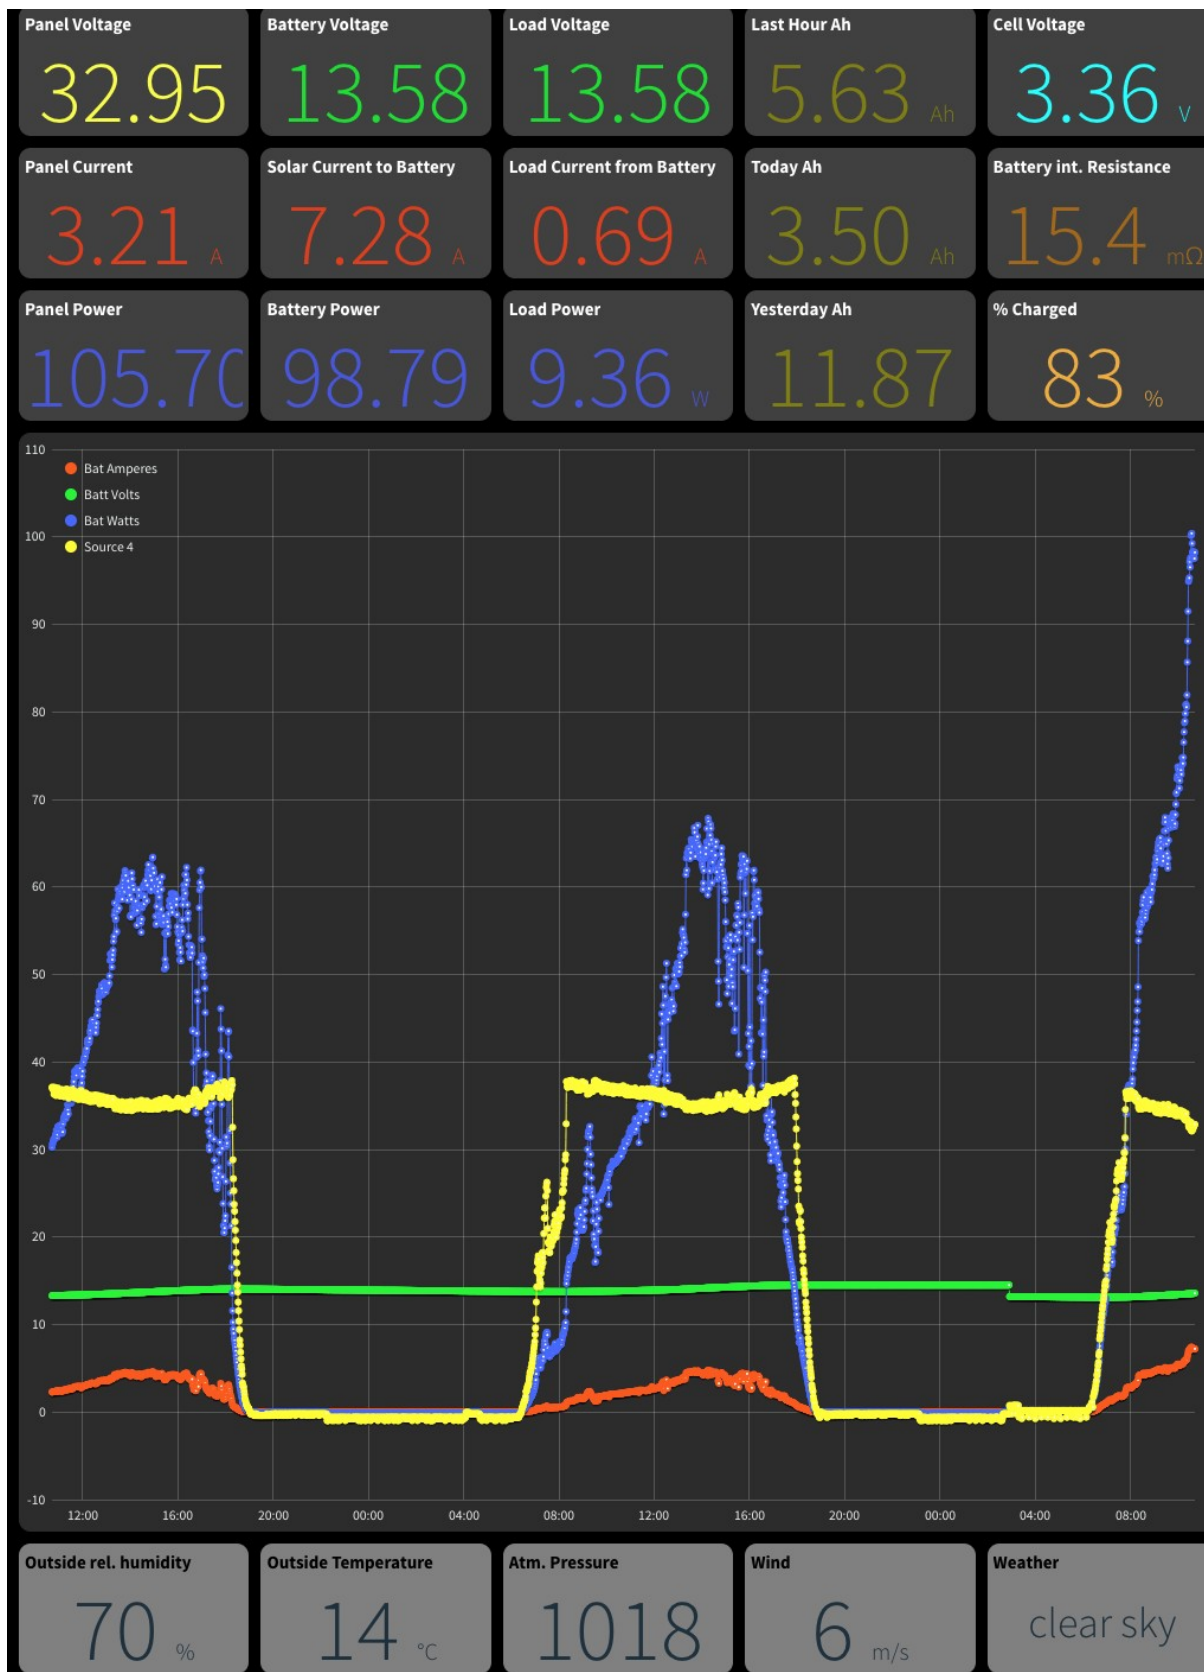 Panel Voltage
32.95
Battery Voltage
13.58
Load Voltage
13.58
Last Hour Ah
5.63 Ah
Cell Voltage
3.36 V
Panel Current
3.21 A
Solar Current to Battery
7.28 A
Load Current from Battery
0.69 A
Today Ah
3.50 Ah
Battery int. Resistance
15.4 mΩ
Panel Power
105.70
Battery Power
98.79
Load Power
9.36 W
Yesterday Ah
11.87
% Charged
83 %
Bat Amperes
Batt Volts
Bat Watts
Source 4
110
100
90
80
70
60
50
40
30
20
10
0
-10
12:00 16:00 20:00 00:00 04:00 08:00 12:00 16:00 20:00 00:00 04:00 08:00
Outside rel. humidity
70 %
Outside Temperature
14 °C
Atm. Pressure
1018
Wind
6 m/s
Weather
clear sky